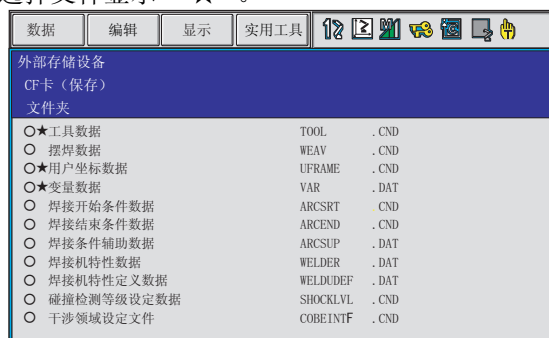 数据 编辑 显示 实用工具
外部存储设备
CF卡（保存）
文件夹
○★工具数据 TOOL .CND
○ 摆焊数据 WEAV .CND
○★用户坐标数据 UFRAME .CND
○★变量数据 VAR .DAT
○ 焊接开始条件数据 ARCSRT CND
○ 焊接结束条件数据 ARCEND .CND
○ 焊接条件辅助数据 ARCSUP .DAT
○ 焊接机特性数据 WELDER .DAT
○ 焊接机特性定义数据 WELDUDEF .DAT
○ 碰撞检测等级设定数据 SHOCKLVL .CND
○ 干涉领域设定文件 COBEINTF .CND